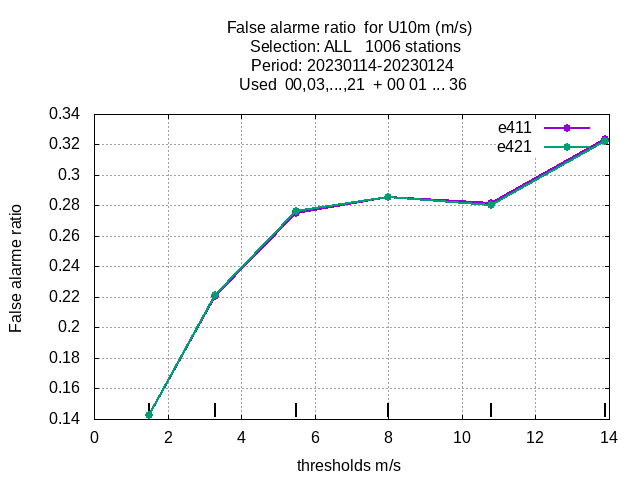 False alarme ratio  for U10m (m/s)
Selection: ALL   1006 stations
Period: 20230114-20230124
Used  00,03,...,21  + 00 01 ... 36
e411
e421
False alarme ratio
0.34
0.32
0.3
0.28
0.26
0.24
0.22
0.2
0.18
0.16
0.14
0 2 4 6 8 10 12 14
thresholds m/s